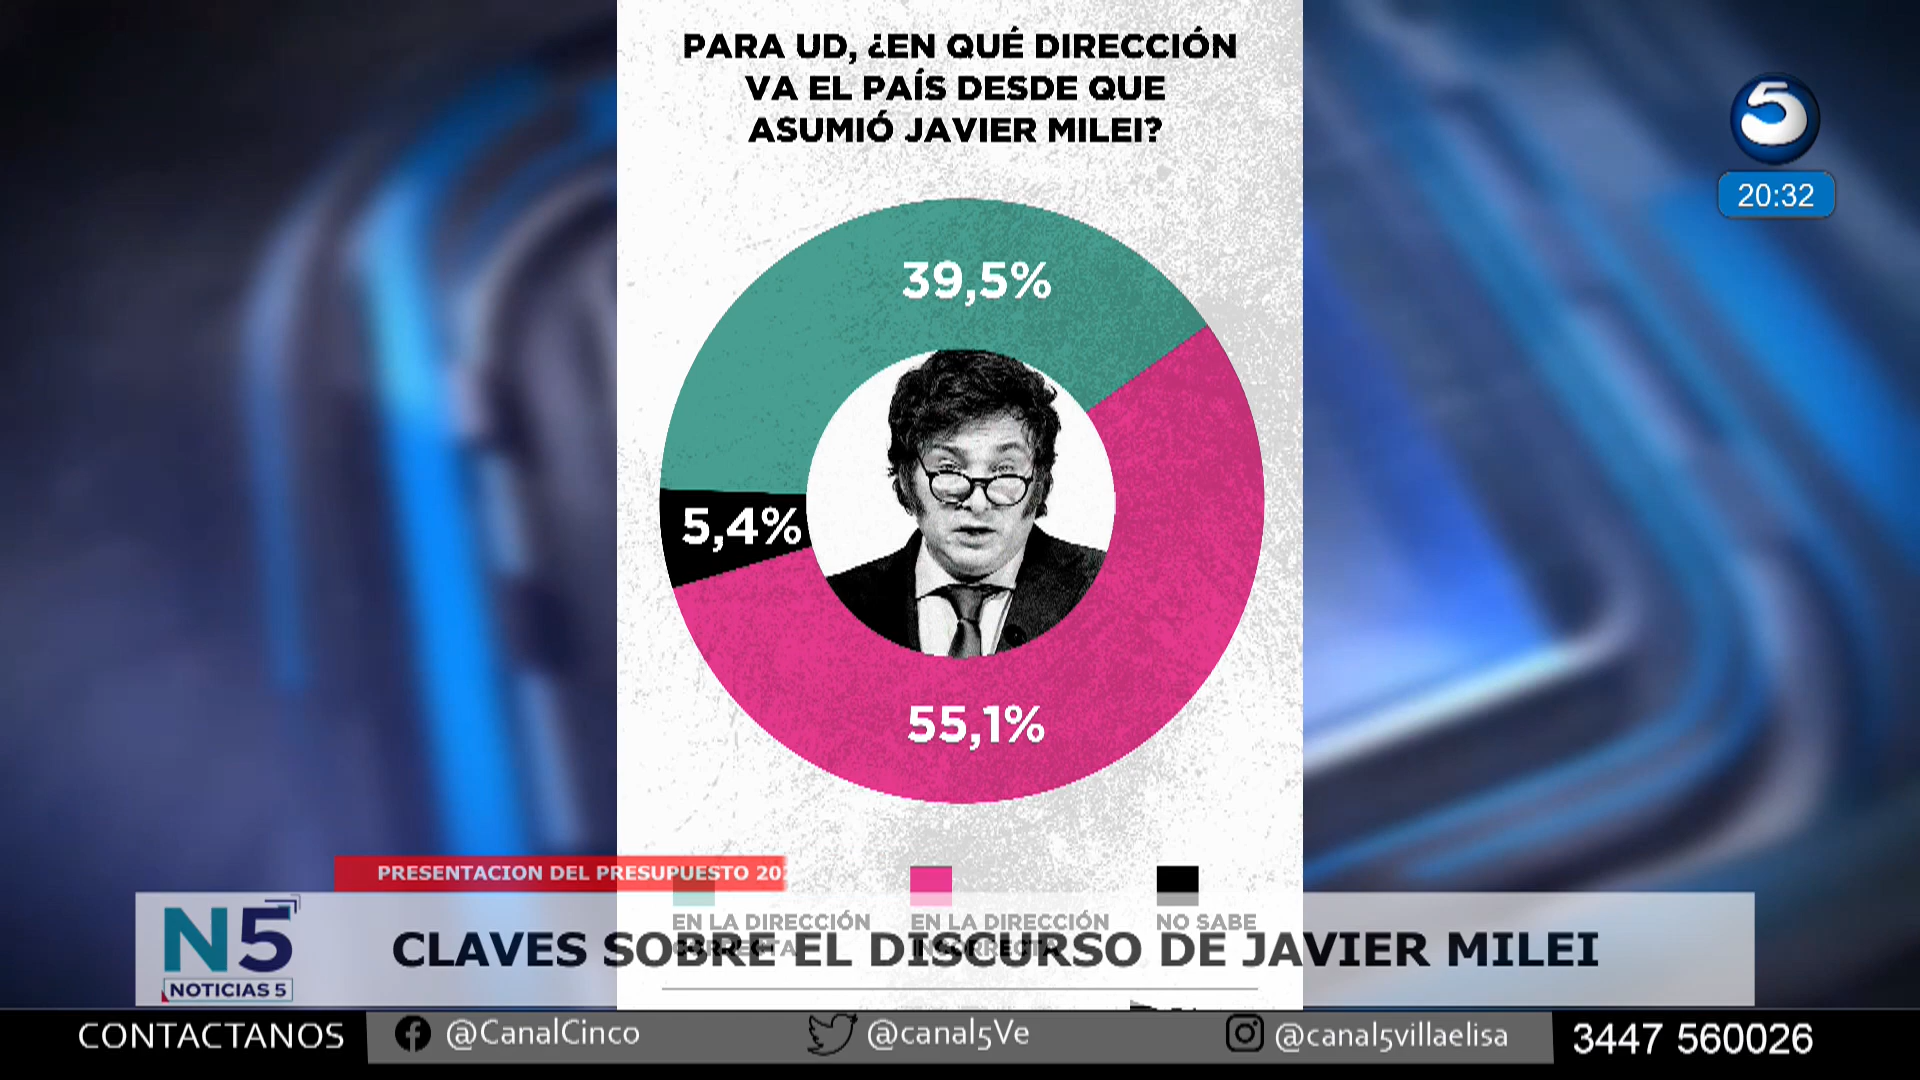 PARA UD, ¿EN QUÉ DIRECCIÓN
VA EL PAÍS DESDE QUE
ASUMIÓ JAVIER MILEI?
5
20:32
39,5%
5,4%
55,1%
PRESENTACION DEL PRESUPUESTO
EN LA DIRECCIÓN
CORRECTA
EN LA DIRECCIÓN
INCORRECTA
NO SABE
N5
NOTICIAS 5
CLAVES SOBRE EL DISCURSO DE JAVIER MILEI
CONTACTANOS
@CanalCinco
@canal5Ve
@canal5villaelisa
3447 560026